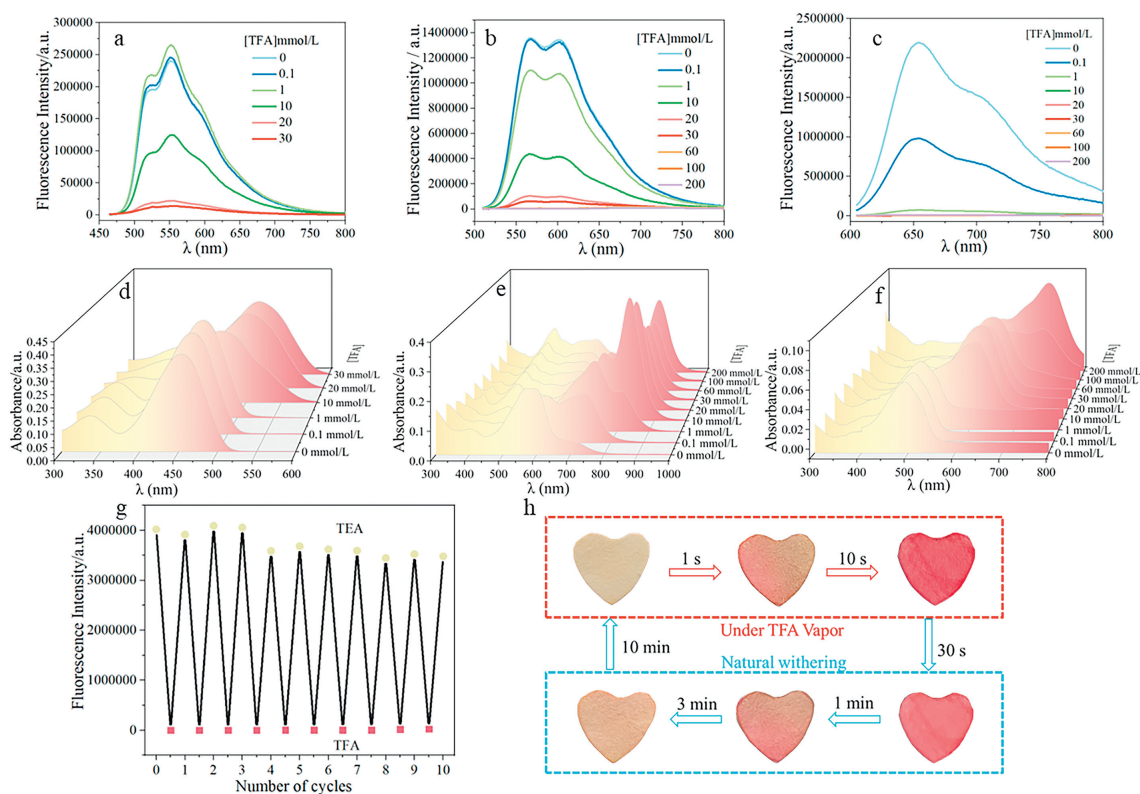 a
[TFA]mmol/L
0
0.1
1
10
20
30
300000
250000
200000
150000
100000
50000
0
Fluorescence Intensity/a.u.
400 450 500 550 600 650 700 750 800
λ (nm)
b
[TFA]mmol/L
0
0.1
1
10
20
30
60
100
200
1400000
1200000
1000000
800000
600000
400000
200000
0
Fluorescence Intensity / a.u.
500 550 600 650 700 750 800
λ (nm)
c
[TFA]mmol/L
0
0.1
1
10
20
30
60
100
200
2500000
2000000
1500000
1000000
500000
0
Fluorescence Intensity/a.u.
600 650 700 750 800
λ (nm)
d
0.45
0.40
0.35
0.30
0.25
0.20
0.15
0.10
0.05
0.00
Absorbance/a.u.
300 350 400 450 500 550 600
λ (nm)
[TFA]
30 mmol/L
20 mmol/L
10 mmol/L
1 mmol/L
0.1 mmol/L
0 mmol/L
e
0.4
0.3
0.2
0.1
0.0
Absorbance/a.u.
300 400 500 600 700 800 900 1000
λ (nm)
[TFA]
200 mmol/L
100 mmol/L
60 mmol/L
30 mmol/L
20 mmol/L
10 mmol/L
1 mmol/L
0.1 mmol/L
0 mmol/L
f
0.10
0.08
0.06
0.04
0.02
0.00
Absorbance/a.u.
300 400 500 600 700 800
λ (nm)
[TFA]
200 mmol/L
100 mmol/L
60 mmol/L
30 mmol/L
20 mmol/L
10 mmol/L
1 mmol/L
0.1 mmol/L
0 mmol/L
g
TEA
4000000
3000000
2000000
1000000
0
Fluorescence Intensity/a.u.
TFA
0 1 2 3 4 5 6 7 8 9 10
Number of cycles
h
1 s
10 s
Under TFA Vapor
10 min
30 s
Natural withering
3 min
1 min